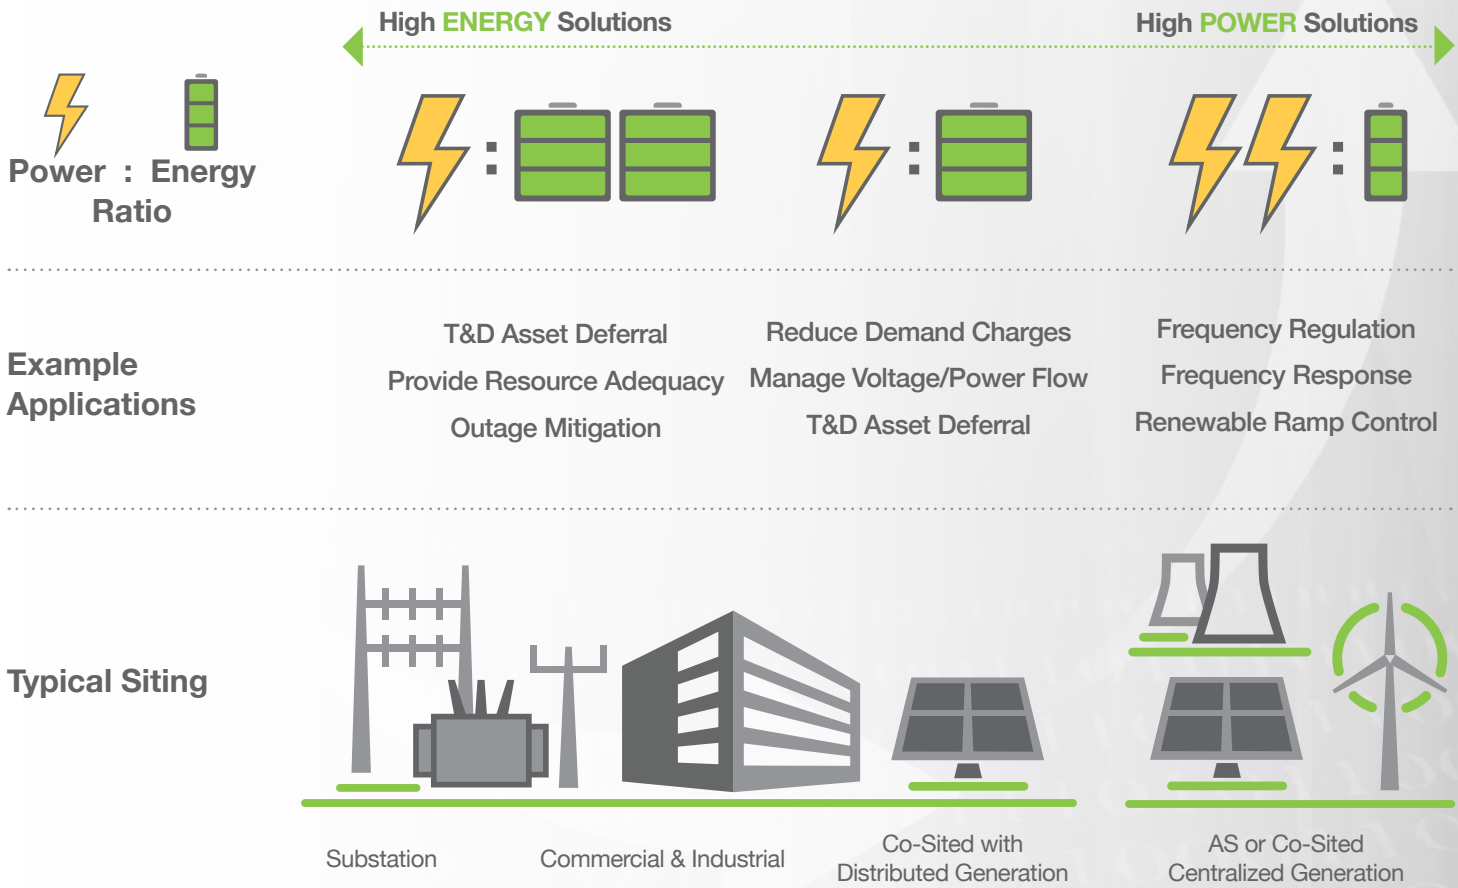 High ENERGY Solutions
High POWER Solutions
Power : Energy
Ratio
Example
Applications
T&D Asset Deferral
Provide Resource Adequacy
Outage Mitigation
Reduce Demand Charges
Manage Voltage/Power Flow
T&D Asset Deferral
Frequency Regulation
Frequency Response
Renewable Ramp Control
Typical Siting
Substation
Commercial & Industrial
Co-Sited with
Distributed Generation
AS or Co-Sited
Centralized Generation